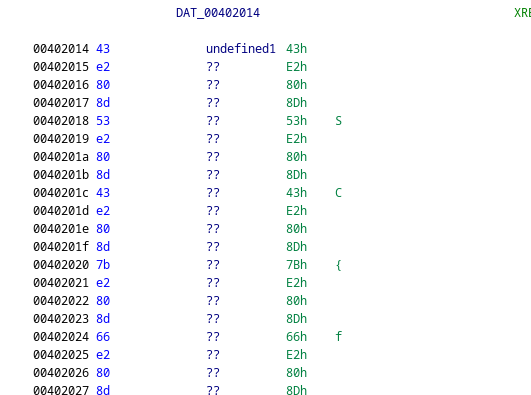 DAT_00402014 XRE
00402014 43 undefined1 43h
00402015 e2 ?? E2h
00402016 80 ?? 80h
00402017 8d ?? 8Dh
00402018 53 ?? 53h S
00402019 e2 ?? E2h
0040201a 80 ?? 80h
0040201b 8d ?? 8Dh
0040201c 43 ?? 43h C
0040201d e2 ?? E2h
0040201e 80 ?? 80h
0040201f 8d ?? 8Dh
00402020 7b ?? 7Bh {
00402021 e2 ?? E2h
00402022 80 ?? 80h
00402023 8d ?? 8Dh
00402024 66 ?? 66h f
00402025 e2 ?? E2h
00402026 80 ?? 80h
00402027 8d ?? 8Dh